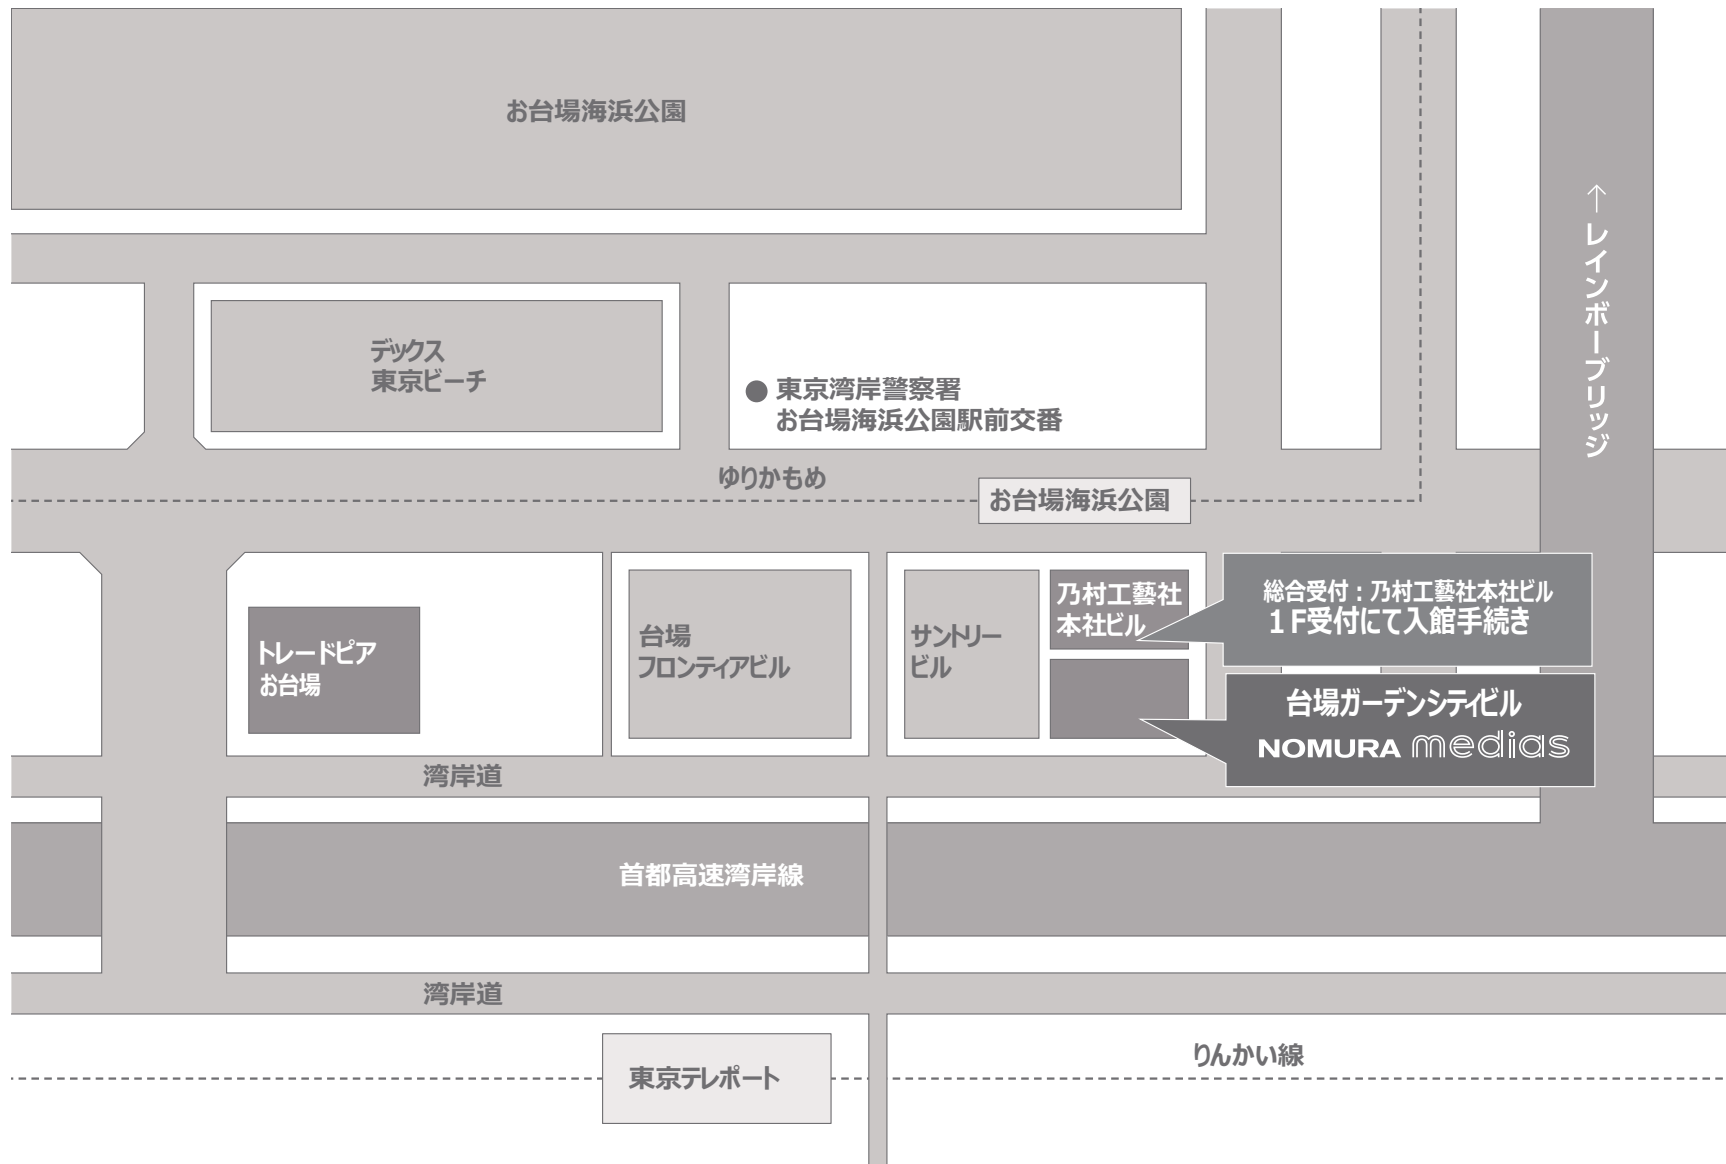 お台場海浜公園
↑レインボーブリッジ
デックス
東京ビーチ
● 東京湾岸警察署
お台場海浜公園駅前交番
ゆりかもめ
お台場海浜公園
トレードピア
お台場
台場
フロンティアビル
サントリー
ビル
乃村工藝社
本社ビル
総合受付：乃村工藝社本社ビル
１F受付にて入館手続き
台場ガーデンシティビル
NOMURA medias
湾岸道
首都高速湾岸線
湾岸道
りんかい線
東京テレポート